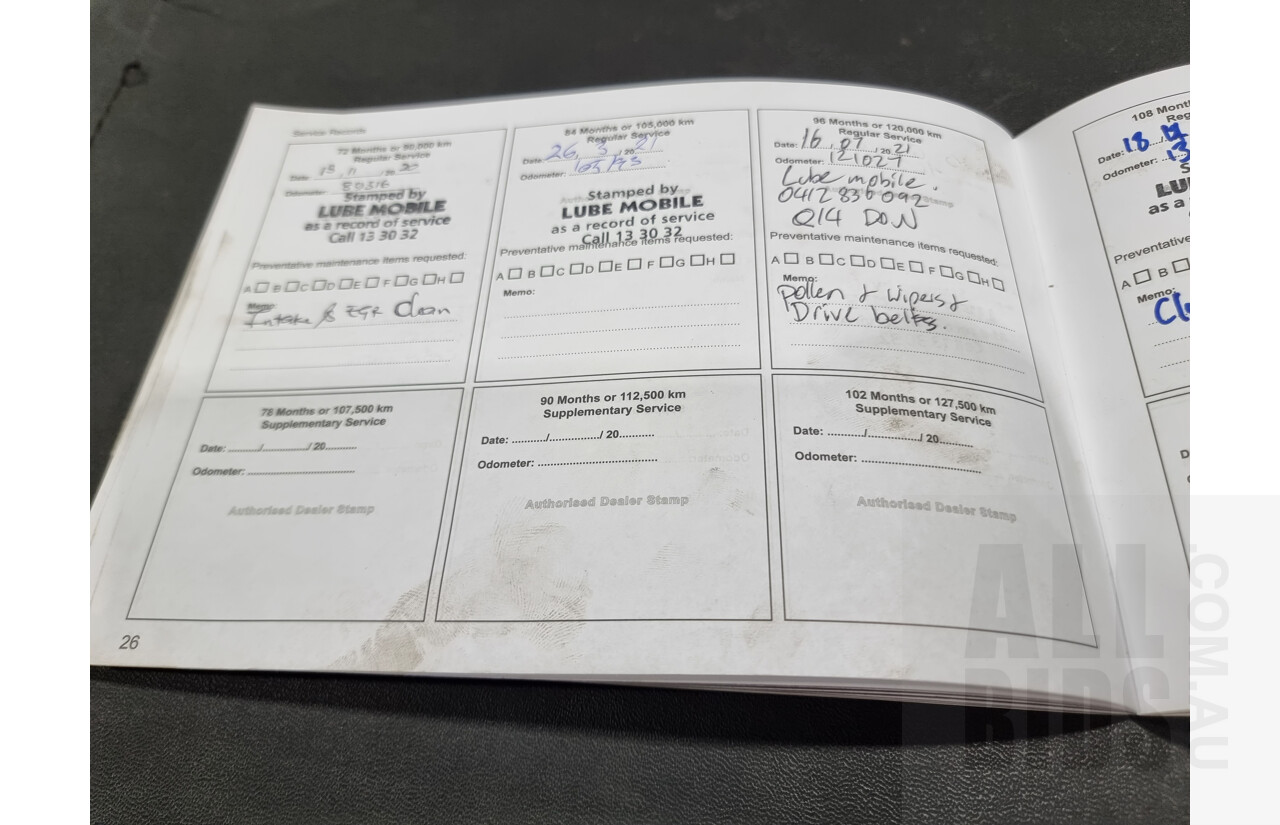 Service Records
72 Months or 90,000 km
Regular Service
Date: 11 / 20 20
Odometer: 80316
Stamped by
LUBE MOBILE
as a record of service
Call 13 30 32
Preventative maintenance items requested:
A B C D E F G H
Memo:
Intake & EGR Clean
84 Months or 105,000 km
Regular Service
Date: 26 / 3 / 20 21
Odometer:
Stamped by
LUBE MOBILE
as a record of service
Call 13 30 32
Preventative maintenance items requested:
A B C D E F G H
Memo:
96 Months or 120,000 km
Regular Service
Date: 16 / 07 / 20 21
Odometer: 121027
Lube mobile.
0412 836 092
Q14 DON
Preventative maintenance items requested:
A B C D E F G H
Memo:
pollen & Wipers &
Drive belts.
78 Months or 107,500 km
Supplementary Service
Date: ........../.............../ 20...........
Odometer: ...................................
Authorised Dealer Stamp
90 Months or 112,500 km
Supplementary Service
Date: ........../.............../ 20...........
Odometer: ...................................
Authorised Dealer Stamp
102 Months or 127,500 km
Supplementary Service
Date: ........../.............../ 20...........
Odometer: ...................................
Authorised Dealer Stamp
26
108
Date: 18
Odometer: 13
as a
Preventative
A B
Memo:
ALL
BIDS
.COM.AU